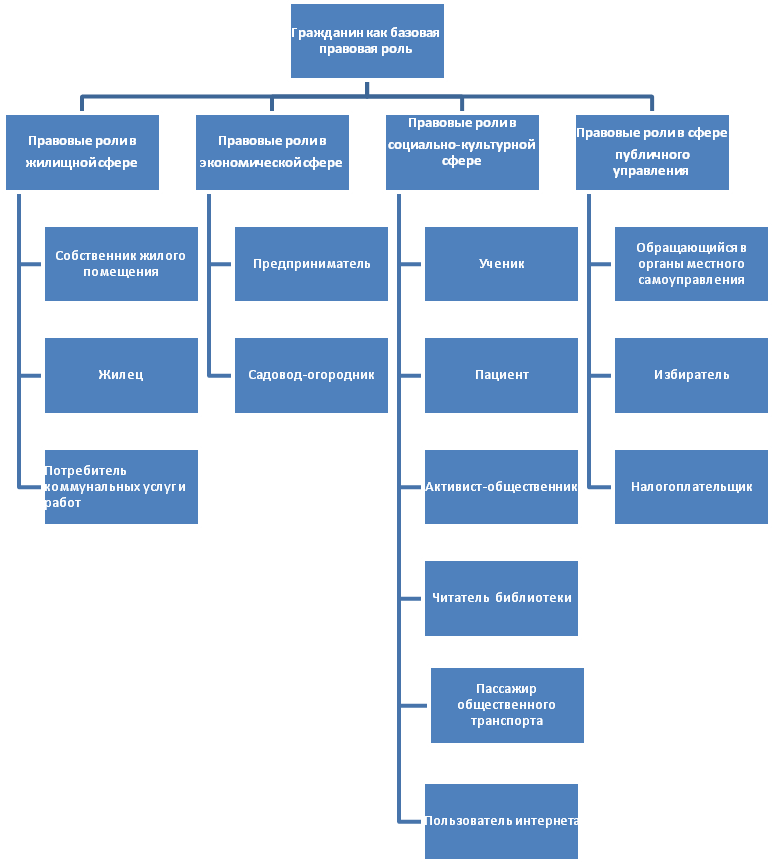 Гражданин как базовая
правовая роль
Правовые роли в
жилищной сфере
Собственник жилого
помещения
Жилец
Потребитель
коммунальных услуг и
работ
Правовые роли в
экономической сфере
Предприниматель
Садовод-огородник
Правовые роли в
социально-культурной
сфере
Ученик
Пациент
Активист-общественник
Читатель библиотеки
Пассажир
общественного
транспорта
Пользователь интернета
Правовые роли в сфере
публичного
управления
Обращающийся в
органы местного
самоуправления
Избиратель
Налогоплательщик